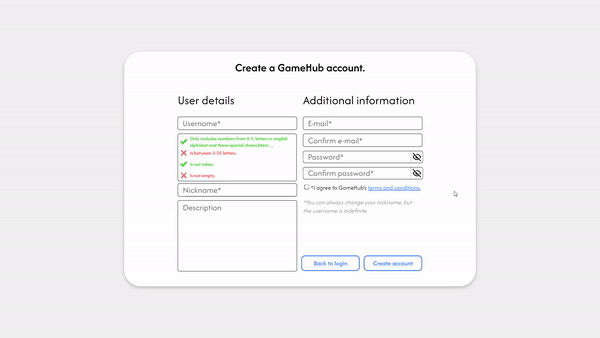 Create a GameHub account.
User details
Username*
Only includes numbers from 0-9, letters in english
alphabet and those special characters: _
Is between 3-23 letters.
Is not taken.
Is not empty.
Nickname*
Description
Additional information
E-mail*
Confirm e-mail*
Password*
Confirm password*
*I agree to GameHub's terms and conditions.
*You can always change your nickname, but
the username is indefinite
Back to login
Create account